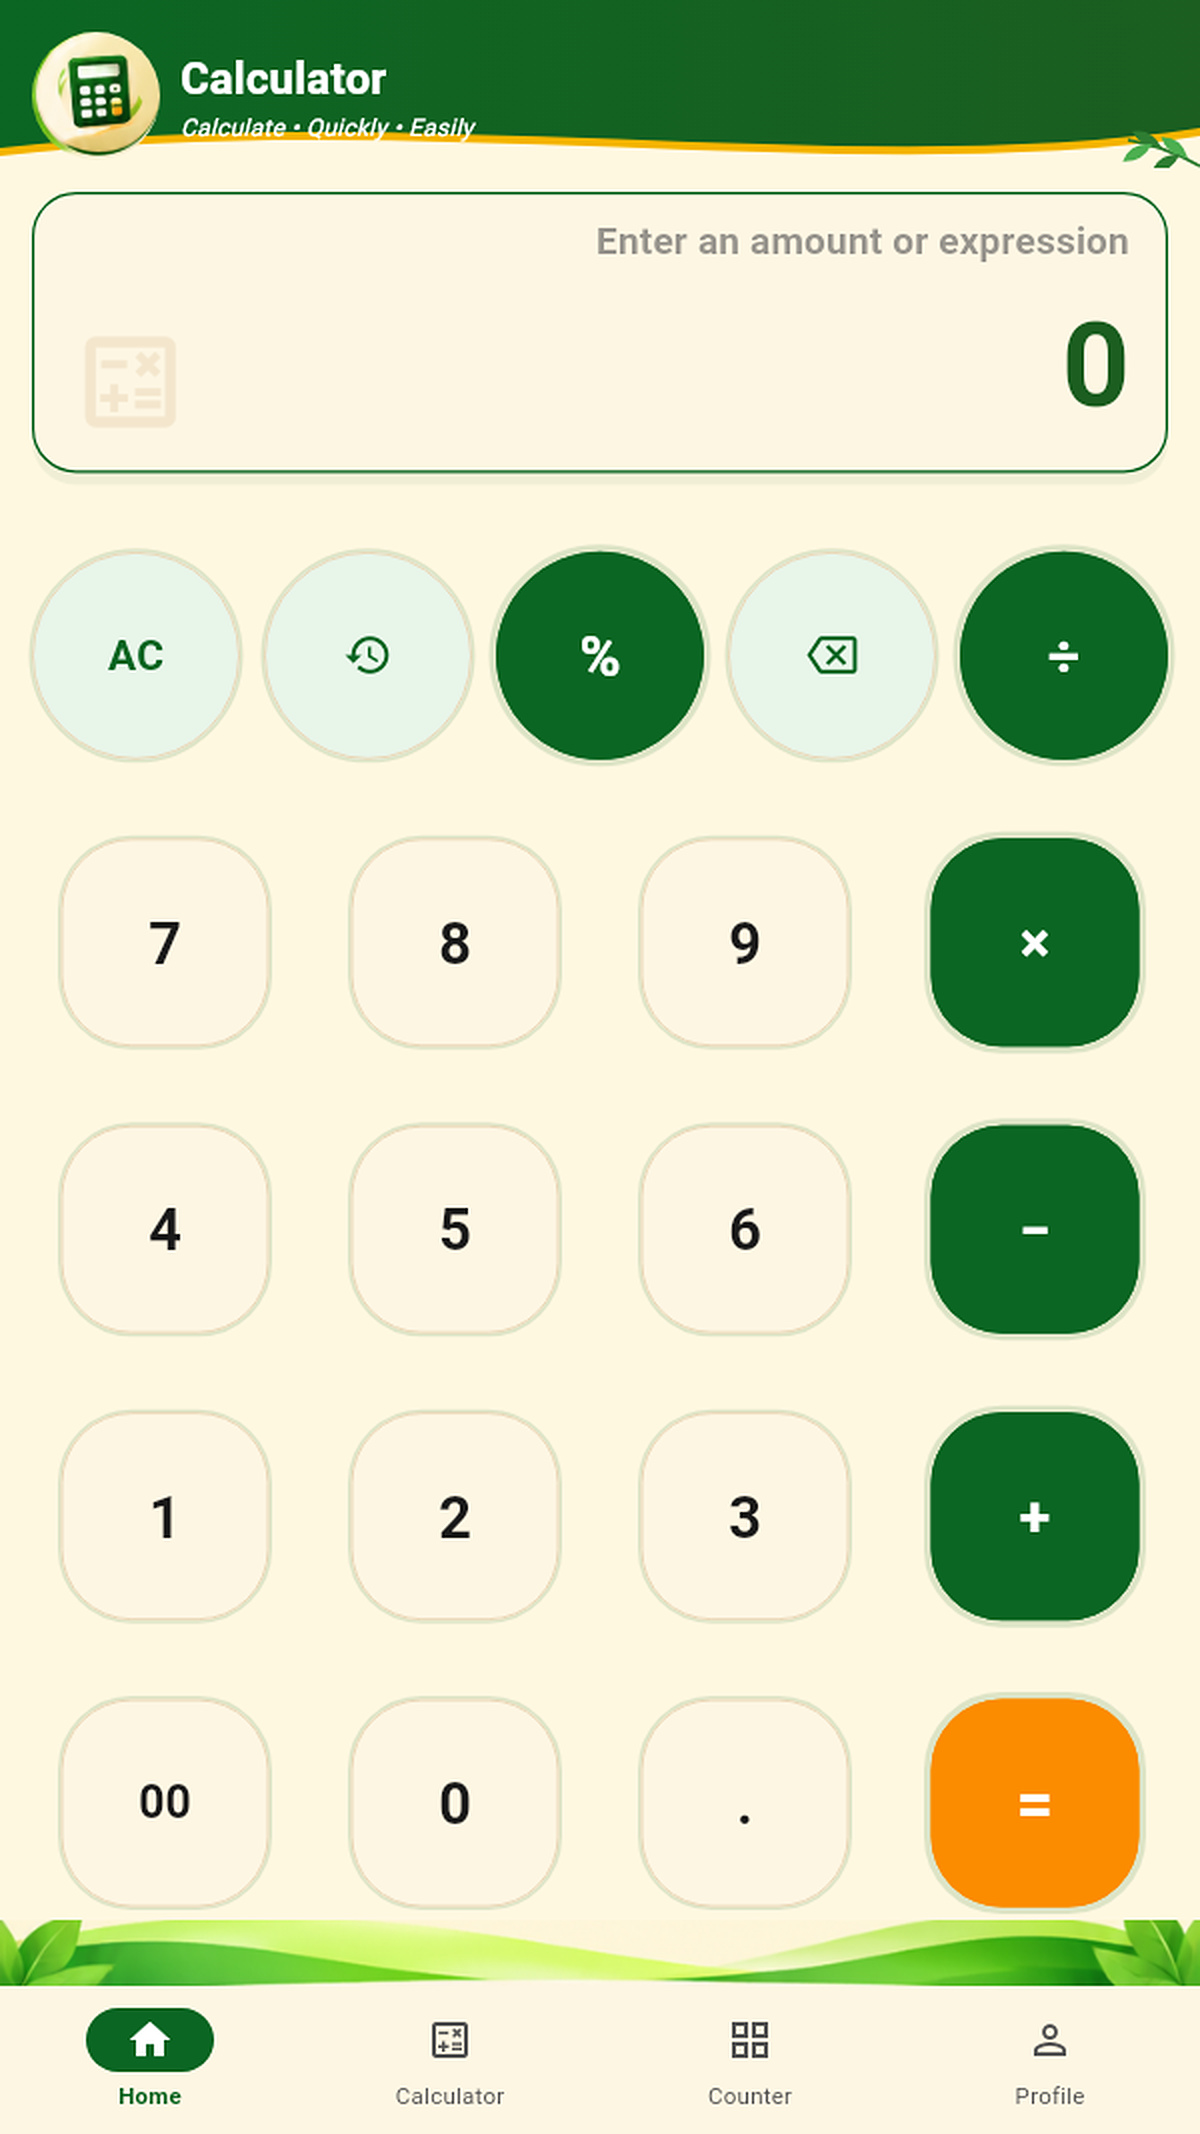 Calculator
Calculate • Quickly • Easily
Enter an amount or expression
0
AC % ÷
7 8 9 ×
4 5 6 −
1 2 3 +
00 0 . =
Home Calculator Counter Profile